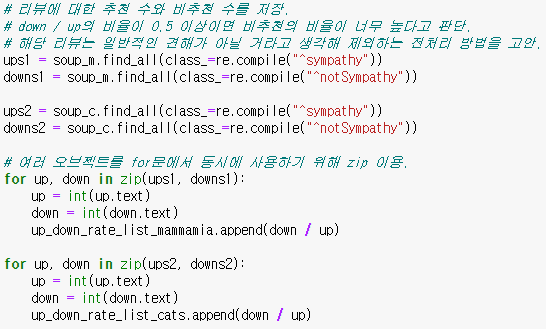 # 리뷰에 대한 추천 수와 비추천 수를 저장.
# down / up의 비율이 0.5 이상이면 비추천의 비율이 너무 높다고 판단.
# 해당 리뷰는 일반적인 견해가 아닐 거라고 생각해 제외하는 전처리 방법을 고안.
ups1 = soup_m.find_all(class_=re.compile("^sympathy"))
downs1 = soup_m.find_all(class_=re.compile("^notSympathy"))
ups2 = soup_c.find_all(class_=re.compile("^sympathy"))
downs2 = soup_c.find_all(class_=re.compile("^notSympathy"))
# 여러 오브젝트를 for문에서 동시에 사용하기 위해 zip 이용.
for up, down in zip(ups1, downs1):
    up = int(up.text)
    down = int(down.text)
    up_down_rate_list_mammamia.append(down / up)
for up, down in zip(ups2, downs2):
    up = int(up.text)
    down = int(down.text)
    up_down_rate_list_cats.append(down / up)